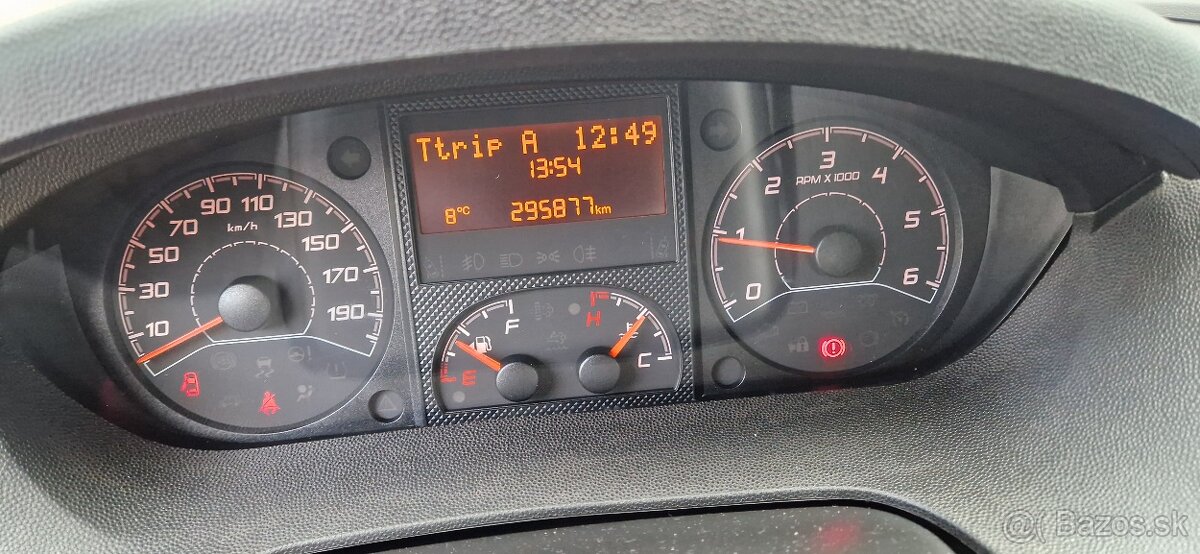 Ttrip A 12:49
13:54
8°C 295877km
10 30 50 70 90 110 130 150 170 190
km/h
F
E
H
C
0 1 2 3 4 5 6
RPM X 1000
Bazos.sk